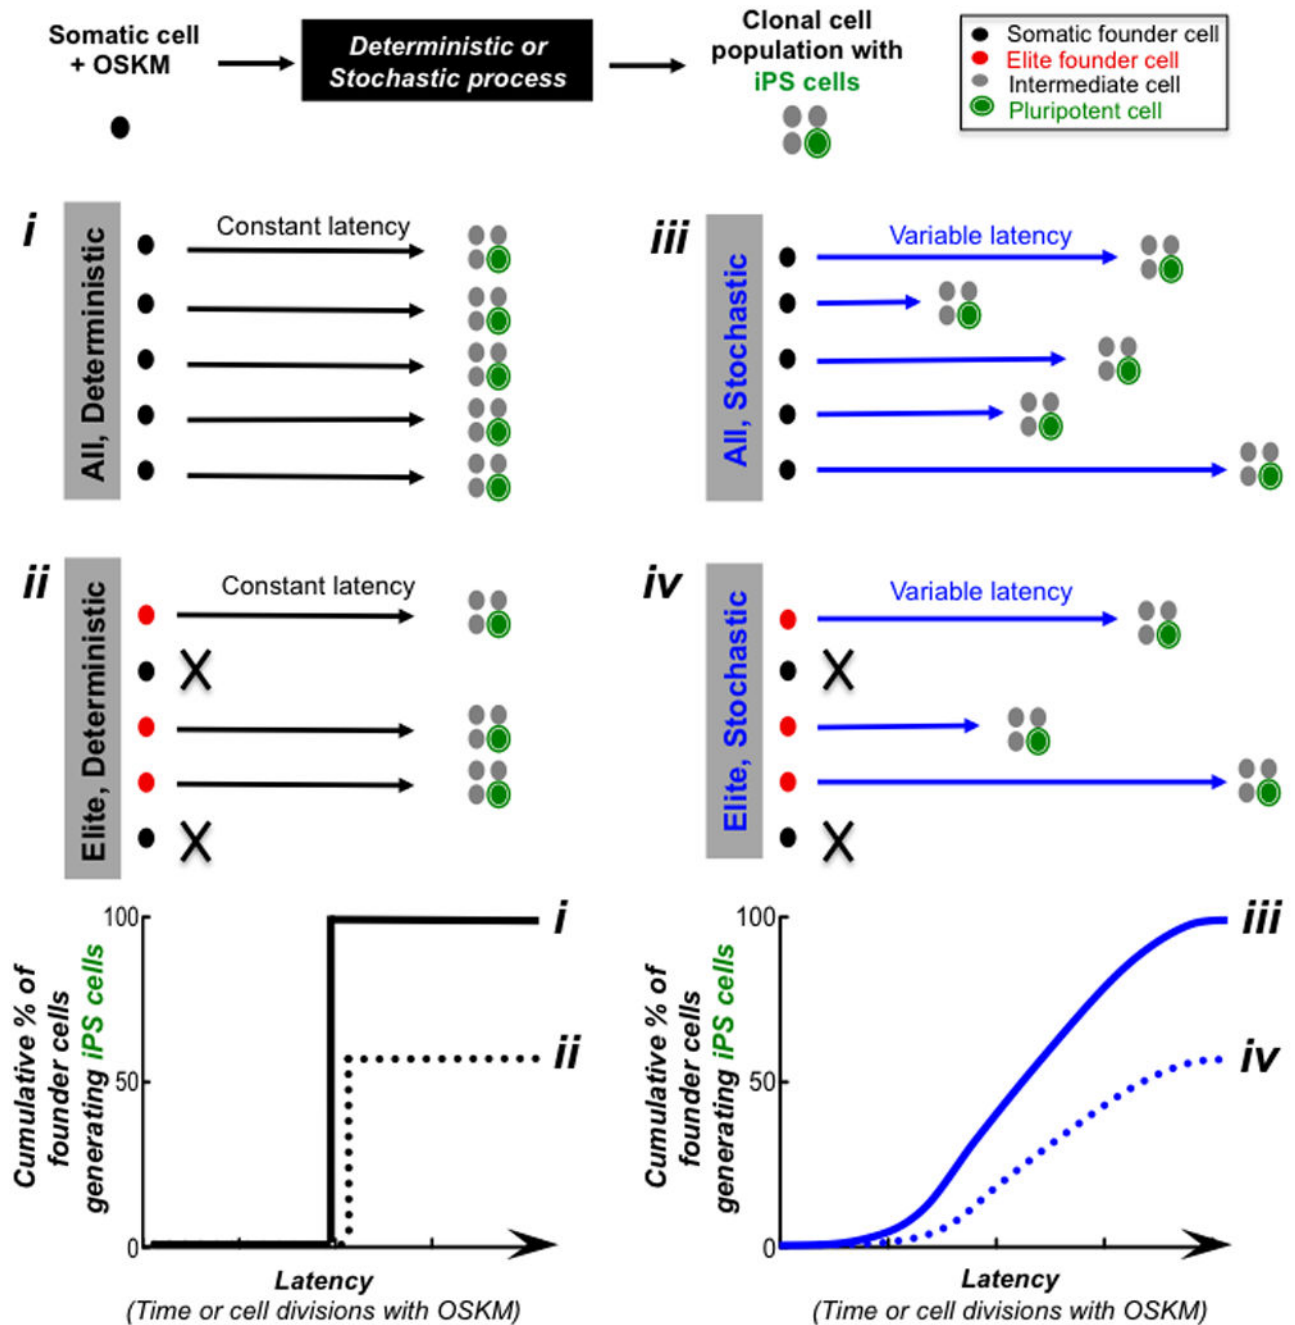 Somatic cell
+ OSKM
Deterministic or
Stochastic process
Clonal cell
population with
iPS cells
Somatic founder cell
Elite founder cell
Intermediate cell
Pluripotent cell
i
All, Deterministic
Constant latency
iii
All, Stochastic
Variable latency
ii
Elite, Deterministic
Constant latency
X
X
iv
Elite, Stochastic
Variable latency
X
X
Cumulative % of
founder cells
generating iPS cells
100
50
0
i
ii
Latency
(Time or cell divisions with OSKM)
Cumulative % of
founder cells
generating iPS cells
100
50
0
iii
iv
Latency
(Time or cell divisions with OSKM)